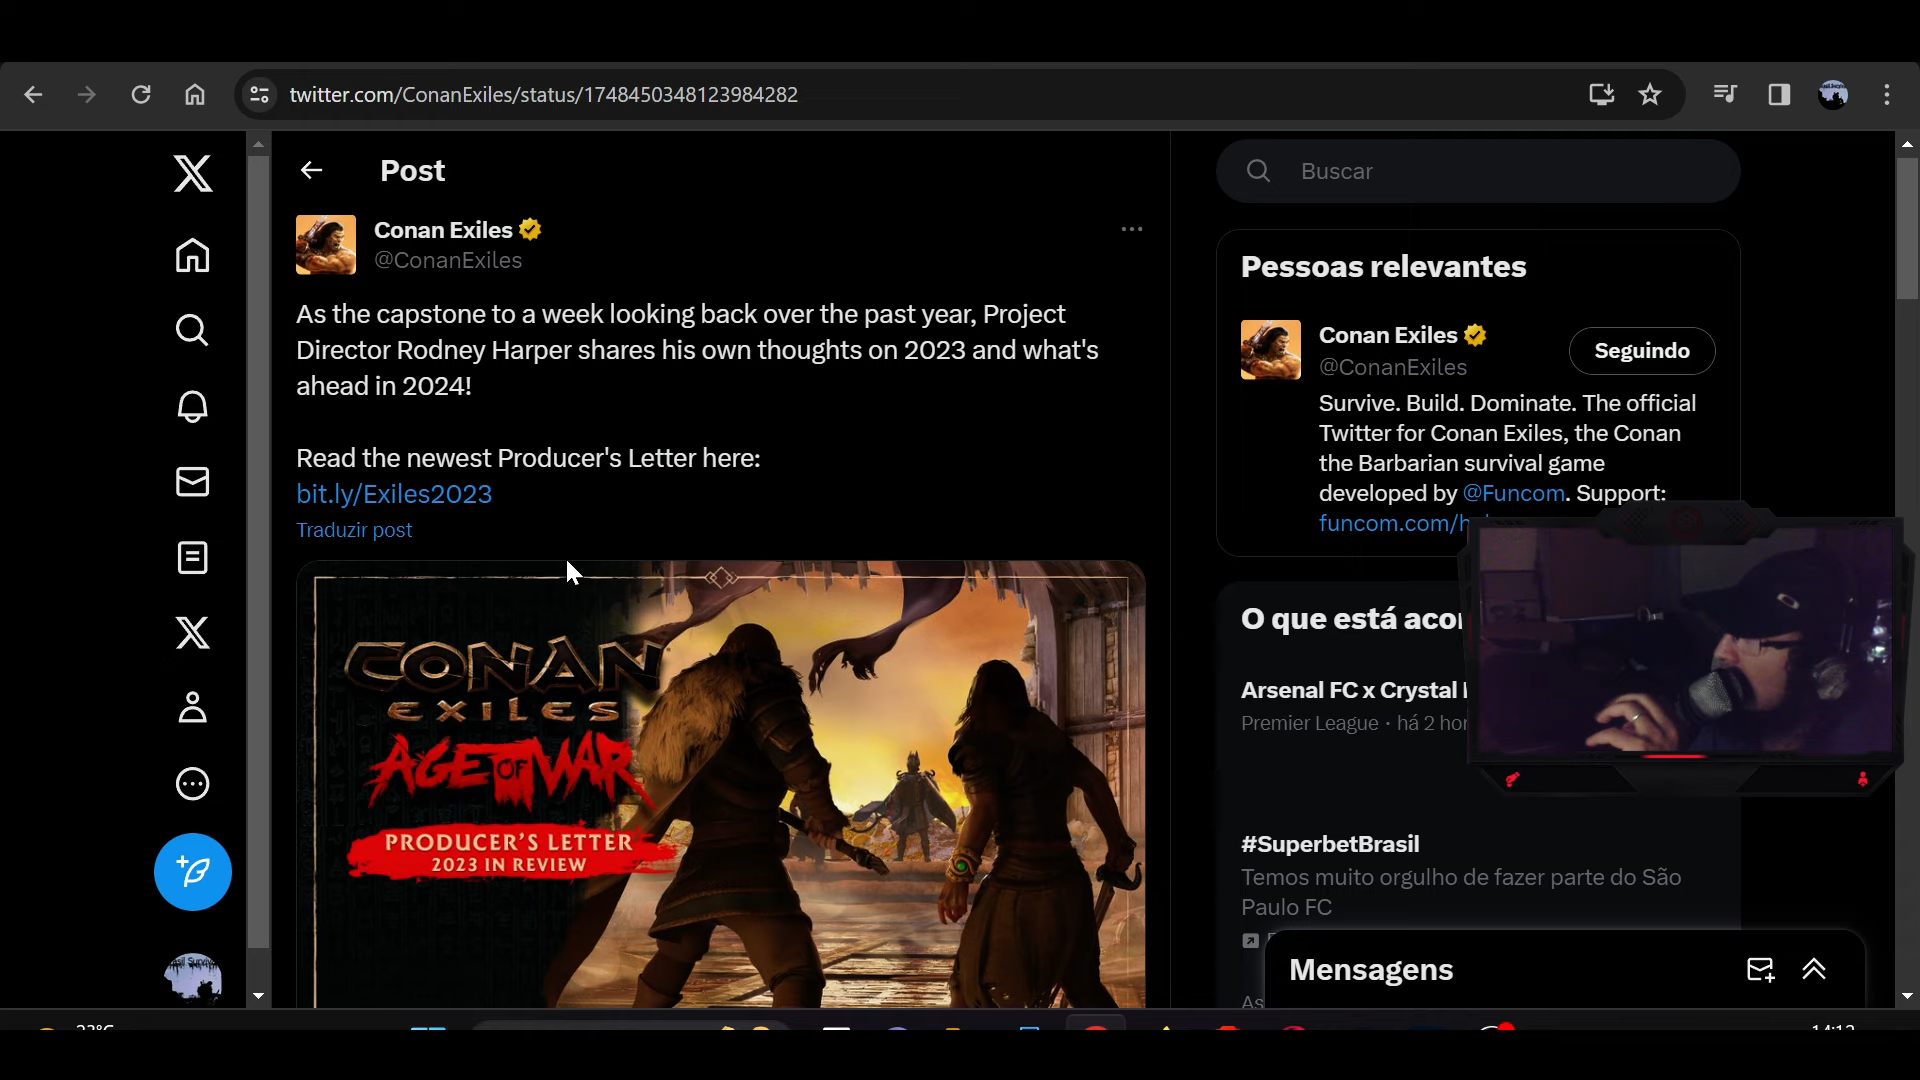 twitter.com/ConanExiles/status/1748450348123984282
Post
Conan Exiles
@ConanExiles
As the capstone to a week looking back over the past year, Project
Director Rodney Harper shares his own thoughts on 2023 and what's
ahead in 2024!
Read the newest Producer's Letter here:
bit.ly/Exiles2023
Traduzir post
CONAN
EXILES
AGE OF WAR
PRODUCER'S LETTER
2023 IN REVIEW
Buscar
Pessoas relevantes
Conan Exiles
@ConanExiles
Seguindo
Survive. Build. Dominate. The official
Twitter for Conan Exiles, the Conan
the Barbarian survival game
developed by @Funcom. Support:
funcom.com/h
O que está
Arsenal FC x Crystal
Premier League · há 2
#SuperbetBrasil
Temos muito orgulho de fazer parte do São
Paulo FC
Mensagens